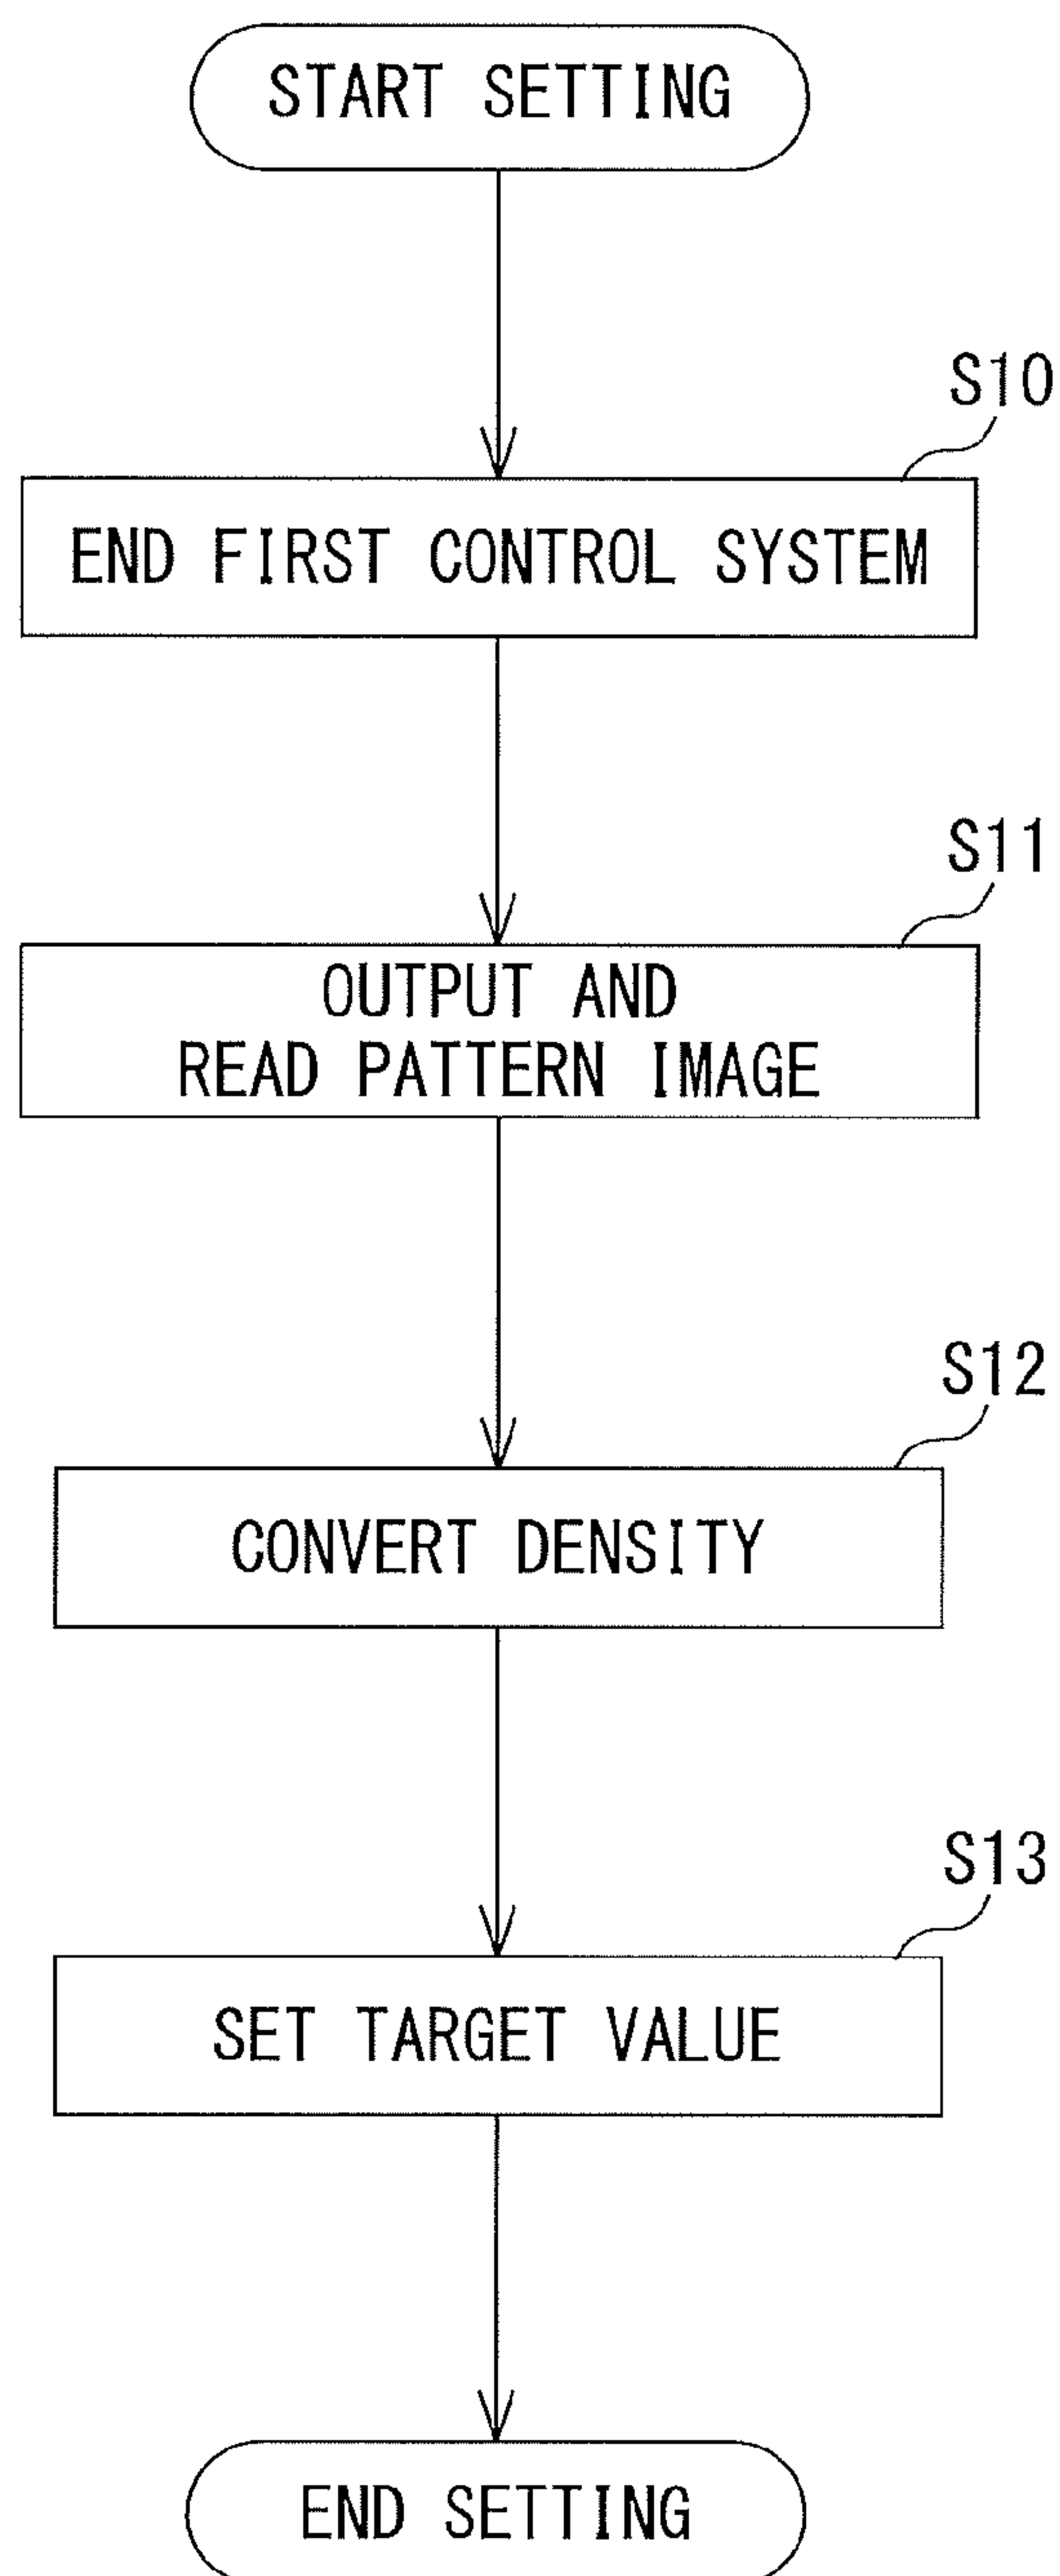 START SETTING
S10
END FIRST CONTROL SYSTEM
S11
OUTPUT AND
READ PATTERN IMAGE
S12
CONVERT DENSITY
S13
SET TARGET VALUE
END SETTING